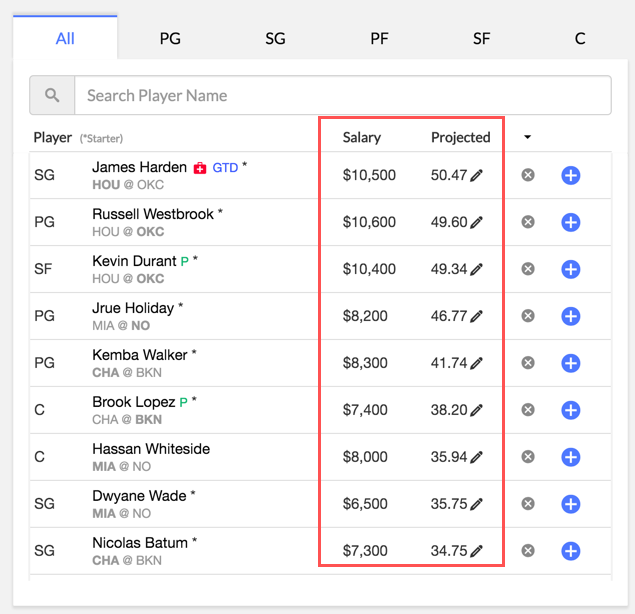 All PG SG PF SF C
Search Player Name
Player (*Starter) Salary Projected
SG James Harden GTD * $10,500 50.47
HOU @ OKC
PG Russell Westbrook * $10,600 49.60
HOU @ OKC
SF Kevin Durant P * $10,400 49.34
HOU @ OKC
PG Jrue Holiday * $8,200 46.77
MIA @ NO
PG Kemba Walker * $8,300 41.74
CHA @ BKN
C Brook Lopez P * $7,400 38.20
CHA @ BKN
C Hassan Whiteside $8,000 35.94
MIA @ NO
SG Dwyane Wade * $6,500 35.75
MIA @ NO
SG Nicolas Batum * $7,300 34.75
CHA @ BKN